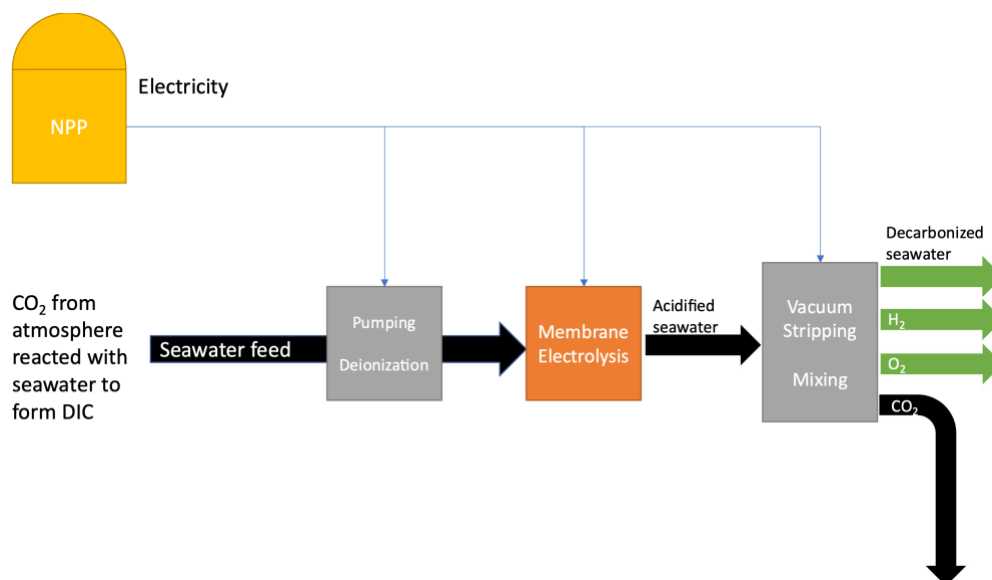 Electricity
NPP
Decarbonized
seawater
CO₂ from
atmosphere
reacted with
seawater to
form DIC
Seawater feed
Pumping
Deionization
Membrane
Electrolysis
Acidified
seawater
Vacuum
Stripping
Mixing
H₂
O₂
CO₂